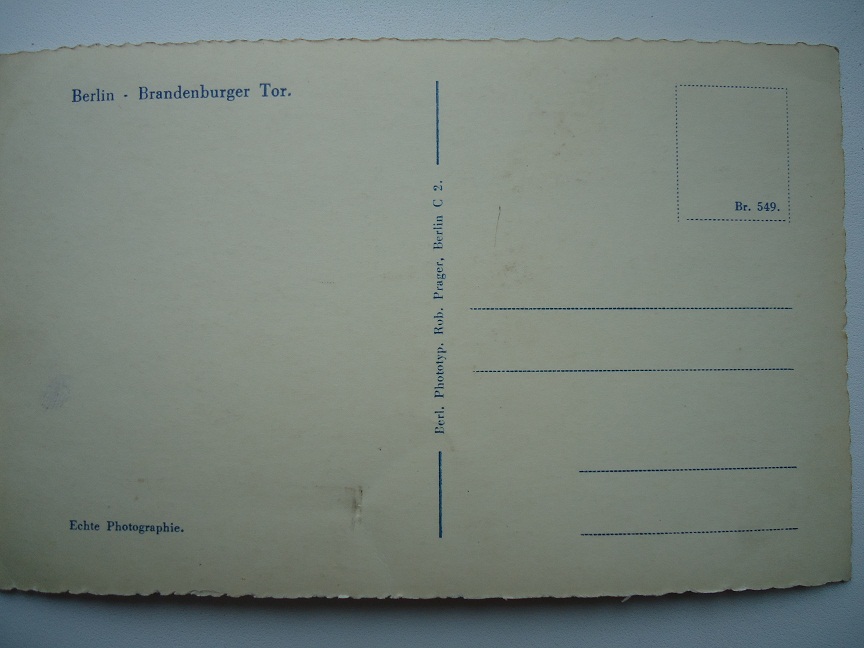 Berlin - Brandenburger Tor.
Berl. Phototyp. Rob. Prager, Berlin C 2.
Br. 549.
Echte Photographie.